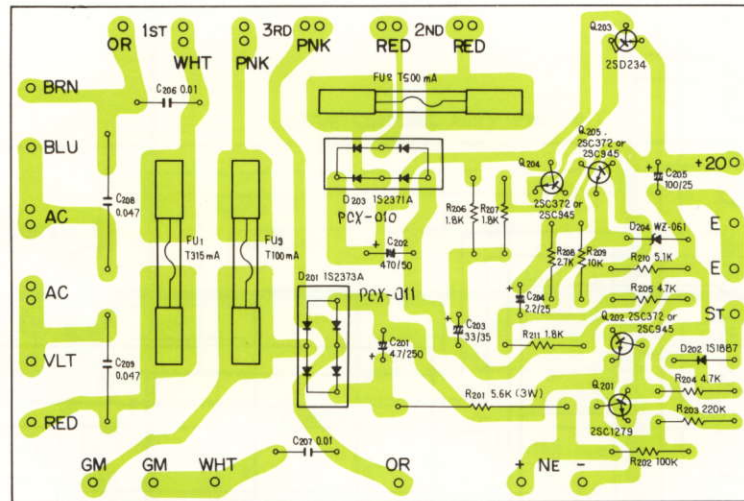 1ST
3RD
2ND
OR
WHT
PNK
PNK
RED
RED
Q203
2SD234
BRN
C206 0.01
FU2 T500mA
BLU
C208
0.047
Q205
2SC372 or
2SC945
Q204
2SC372 or
2SC945
+20
C205
100/25
D203 1S2371A
PCX-010
R206
1.8K
R207
1.8K
AC
FU1
T315mA
FU3
T100mA
C202
470/50
D204 WZ-061
E
R208
2.7K
R209
10K
R210 5.1K
E
D201 1S2373A
PCX-011
AC
C204
2.2/25
R205 4.7K
ST
C203
33/35
Q202 2SC372 or
2SC945
C201
4.7/250
R211 1.8K
D202 1S1887
VLT
C209
0.047
R204 4.7K
Q201
2SC1279
R201 5.6K (3W)
RED
R203 220K
C207 0.01
R202 100K
GM
GM
WHT
OR
+ NE -